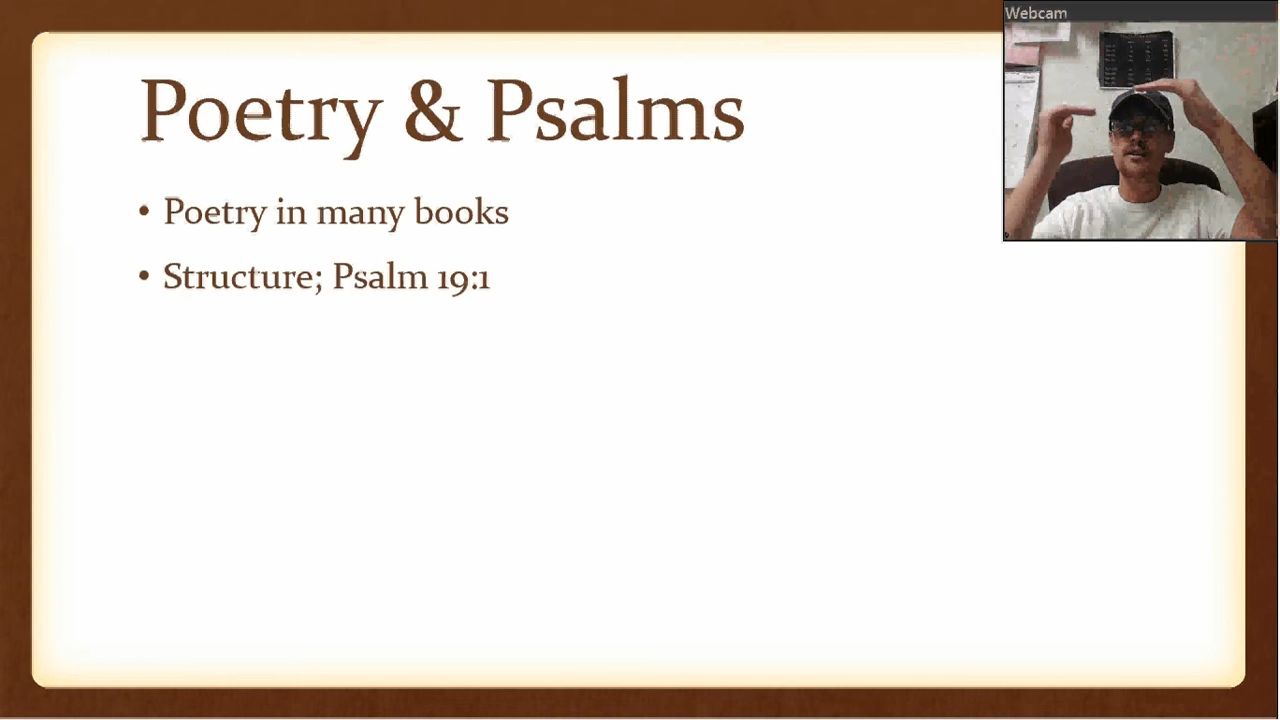 Webcam
Poetry & Psalms
• Poetry in many books
• Structure; Psalm 19:1